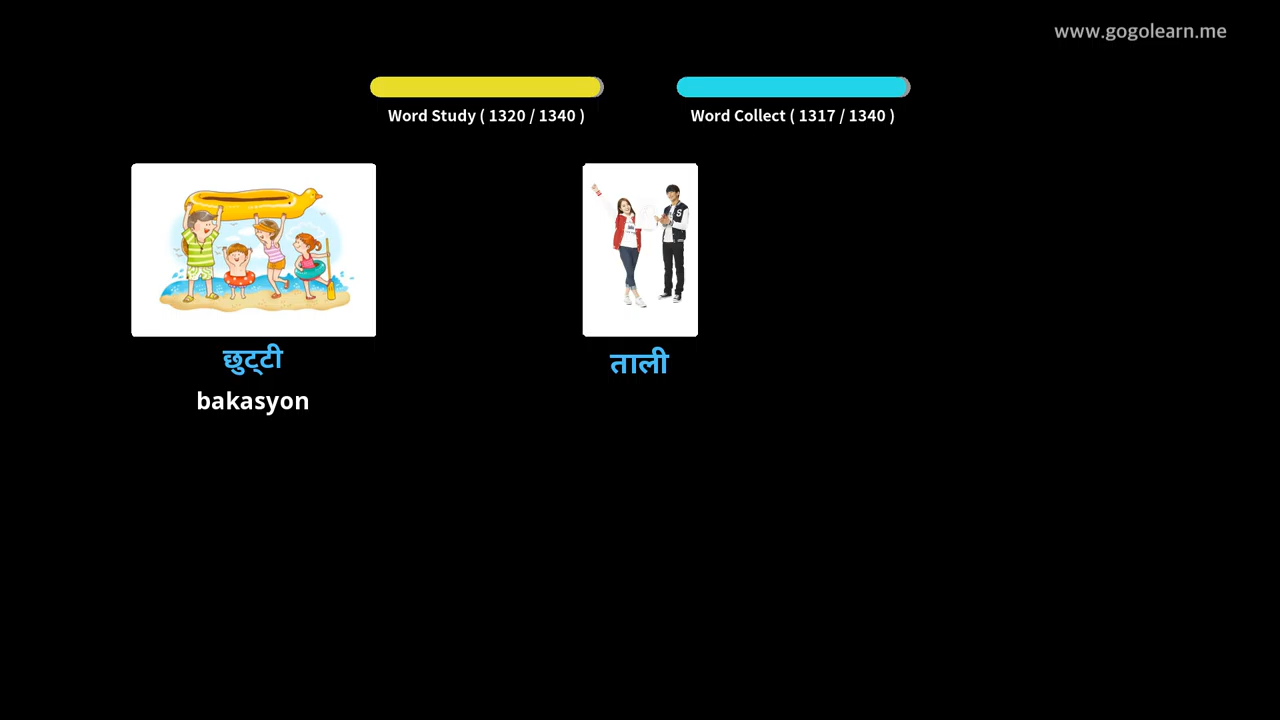 www.gogolearn.me
Word Study ( 1320 / 1340 )
Word Collect ( 1317 / 1340 )
छुट्टी
bakasyon
ताली